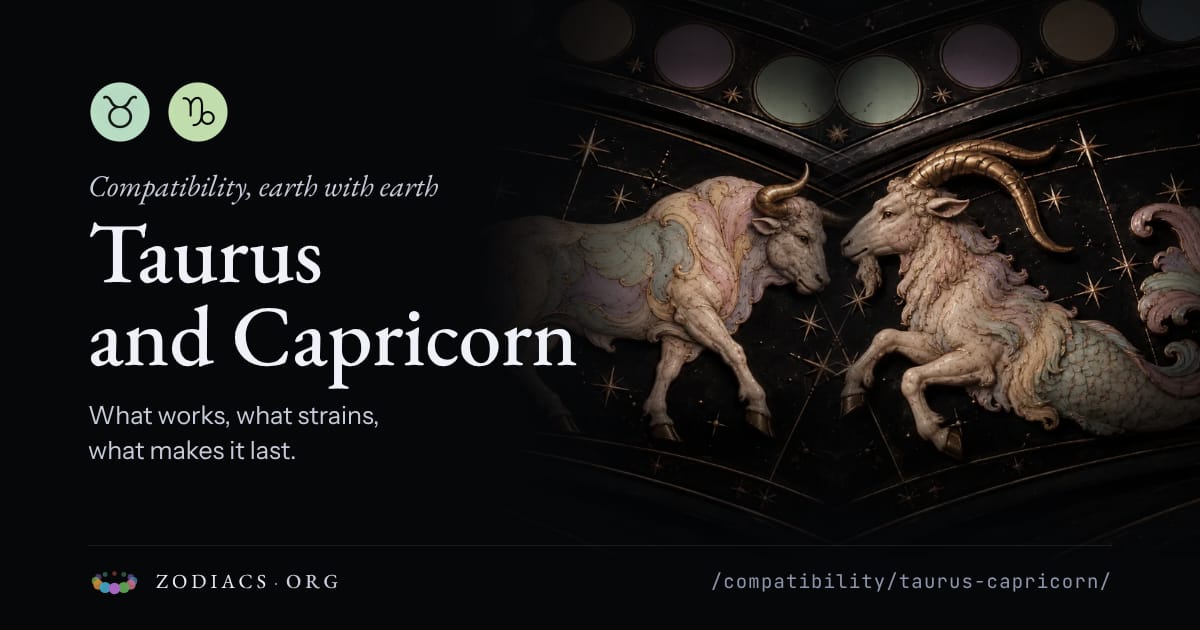 Compatibility, earth with earth
Taurus
and Capricorn
What works, what strains,
what makes it last.
ZODIACS·ORG
/compatibility/taurus-capricorn/